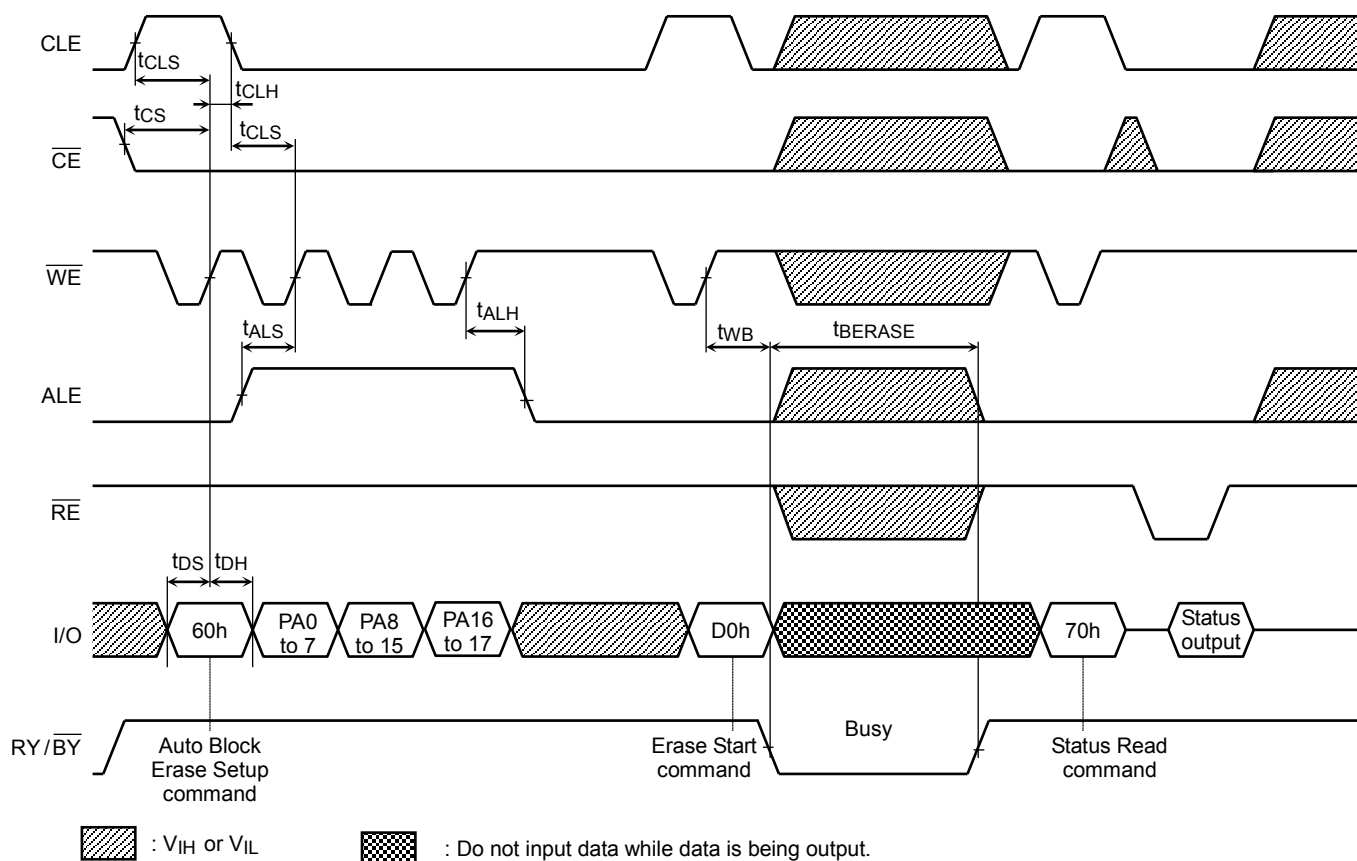 CLE
tCLS
tCLH
tCS
tCLS
CE
WE
tALS
tALH
tWB
tBERASE
ALE
RE
tDS
tDH
I/O
60h
PA0
to 7
PA8
to 15
PA16
to 17
D0h
70h
Status
output
RY/BY
Auto Block
Erase Setup
command
Erase Start
command
Busy
Status Read
command
: VIH or VIL
: Do not input data while data is being output.